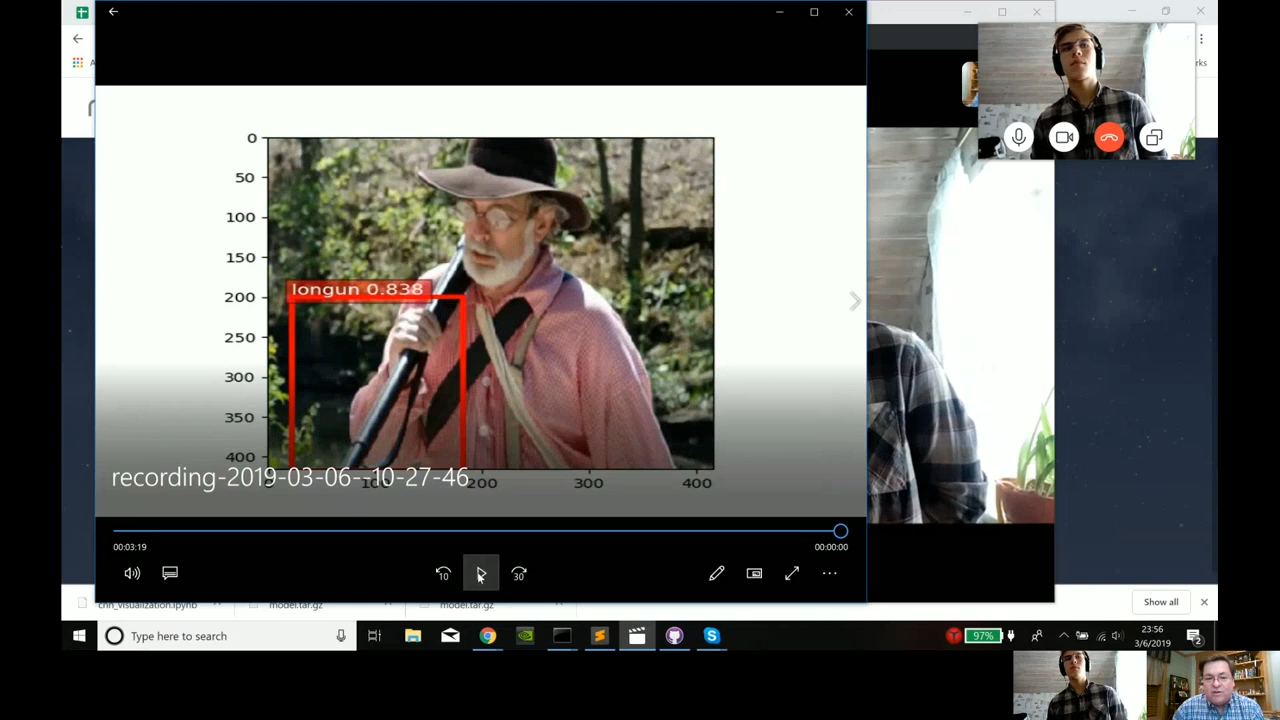 A
rks
0
50
100
150
200
250
300
350
400
longun 0.838
recording-2019-03-06--10-27-46
100
200
300
400
00:03:19
00:00:00
10
30
cnn_visualization.ipynb
model.tar.gz
model.tar.gz
Show all
Type here to search
97%
23:56
3/6/2019
2